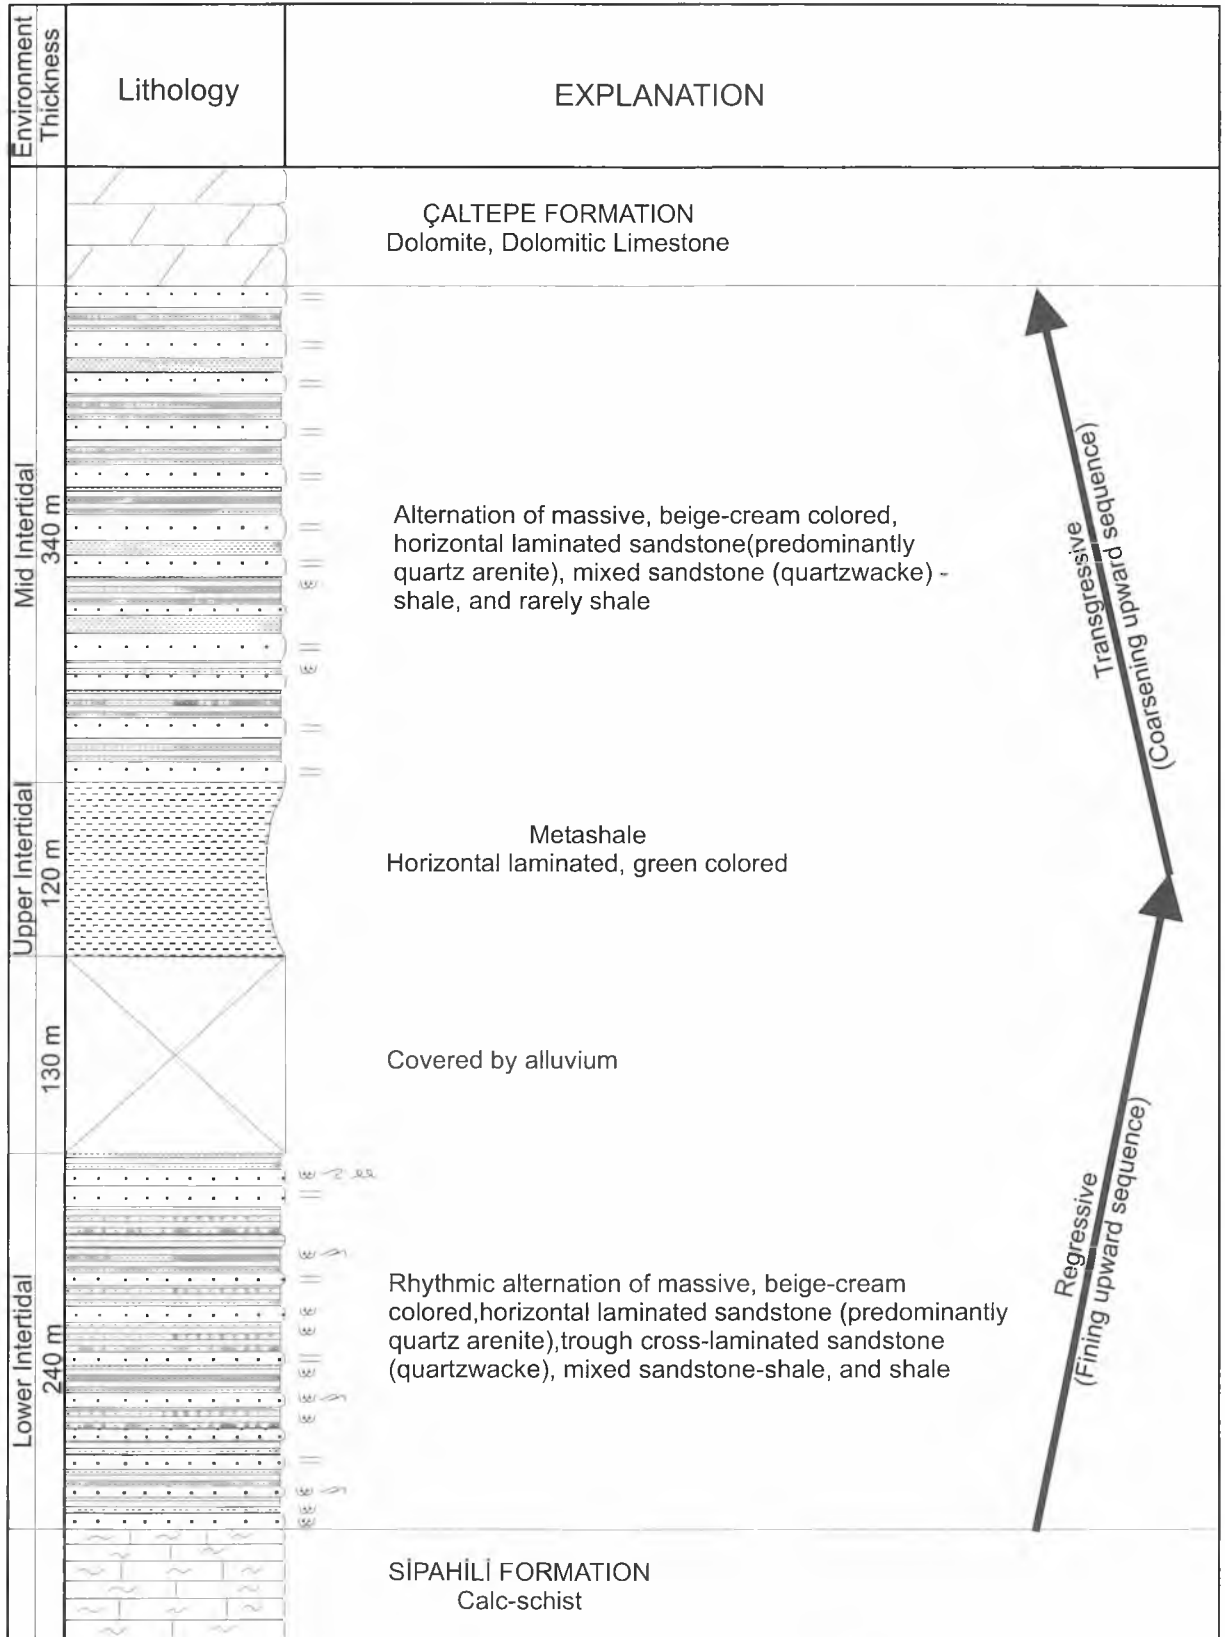 Environment
Thickness
Lithology
EXPLANATION
ÇALTEPE FORMATION
Dolomite, Dolomitic Limestone
Mid Intertidal
340 m
Alternation of massive, beige-cream colored,
horizontal laminated sandstone(predominantly
quartz arenite), mixed sandstone (quartzwacke) -
shale, and rarely shale
Transgressive
(Coarsening upward sequence)
Upper Intertidal
120 m
Metashale
Horizontal laminated, green colored
130 m
Covered by alluvium
Lower Intertidal
240 m
Rhythmic alternation of massive, beige-cream
colored,horizontal laminated sandstone (predominantly
quartz arenite),trough cross-laminated sandstone
(quartzwacke), mixed sandstone-shale, and shale
Regressive
(Fining upward sequence)
SİPAHİLİ FORMATION
Calc-schist